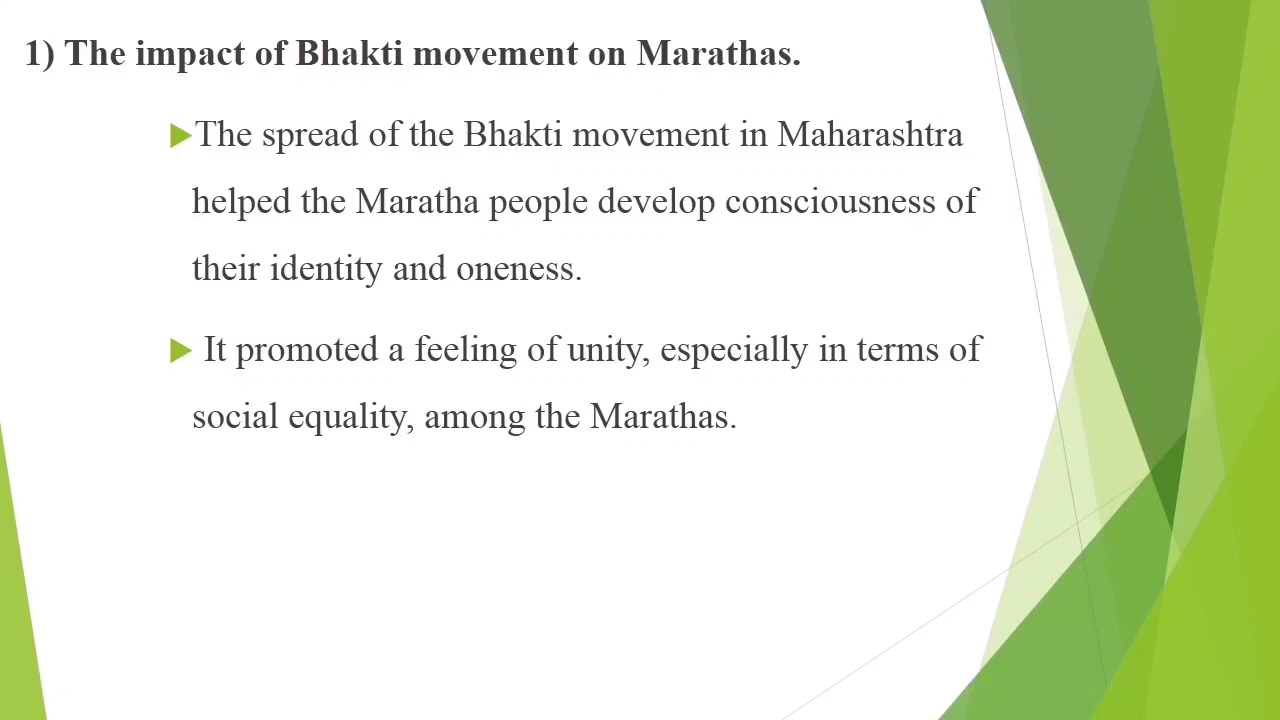 1) The impact of Bhakti movement on Marathas.
The spread of the Bhakti movement in Maharashtra
helped the Maratha people develop consciousness of
their identity and oneness.
It promoted a feeling of unity, especially in terms of
social equality, among the Marathas.